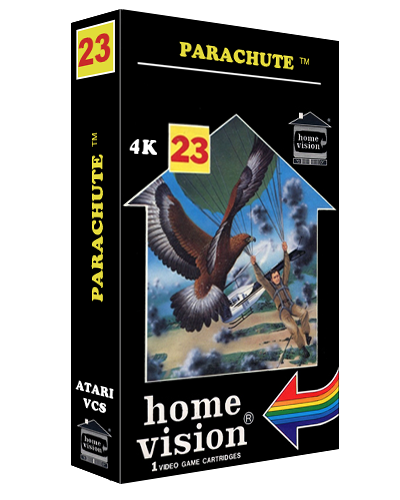 23
PARACHUTE ™
ATARI
VCS
home
vision
PARACHUTE ™
4K
23
home
vision
home
vision®
1 VIDEO GAME CARTRIDGES